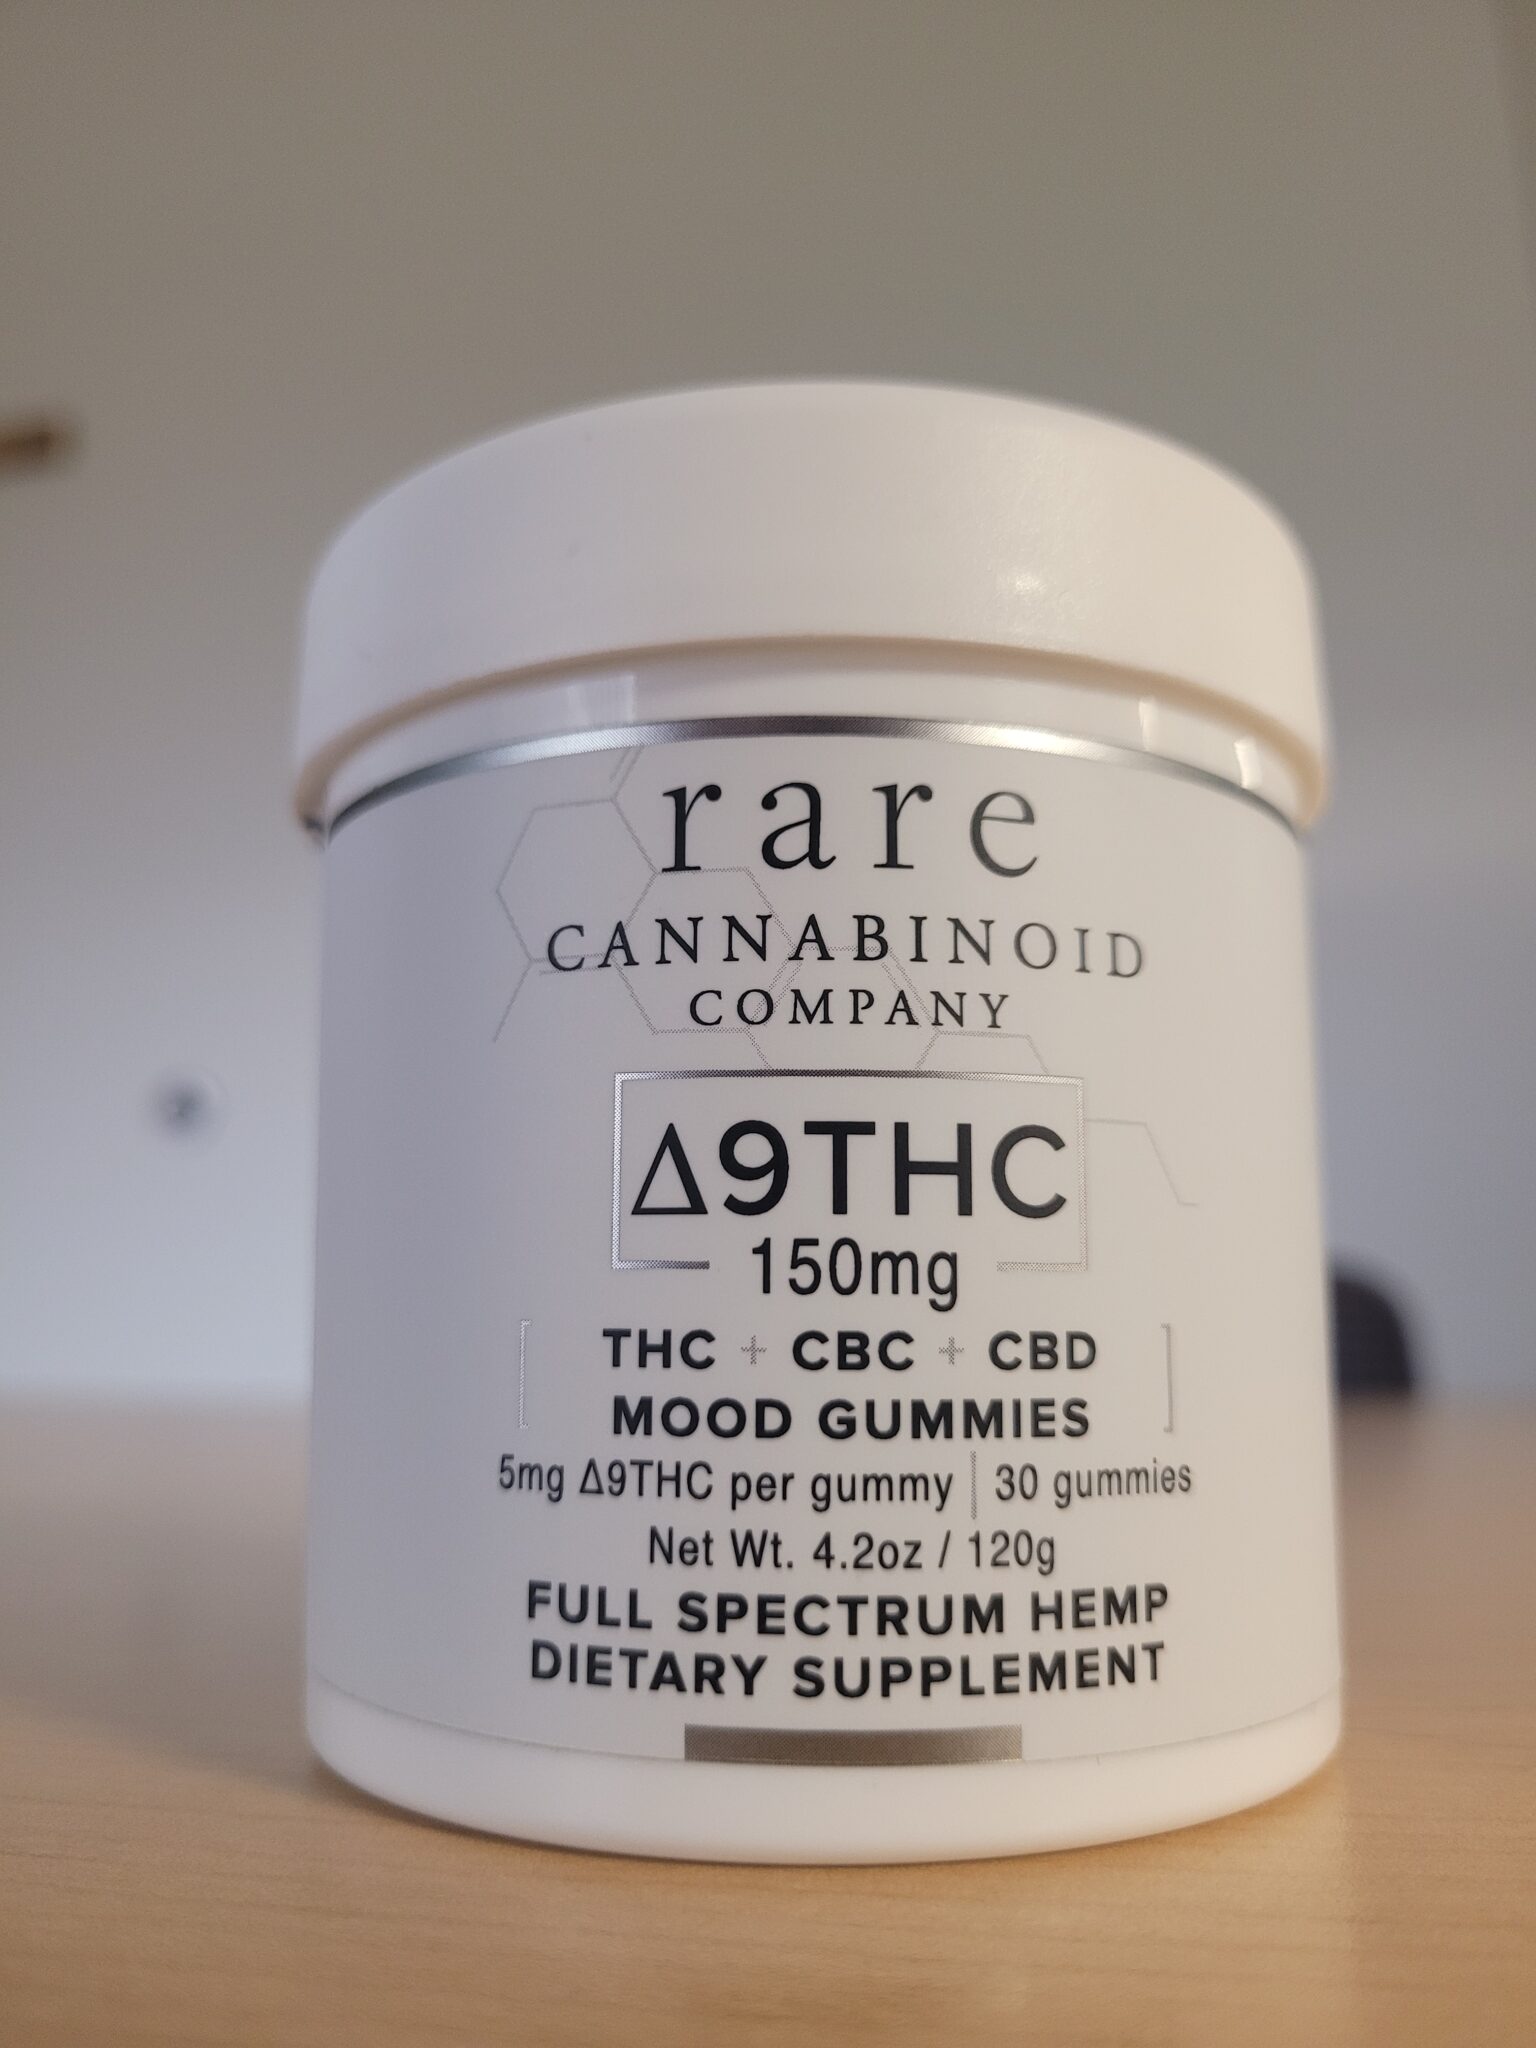 rare
CANNABINOID
COMPANY
Δ9THC
150mg
THC + CBC + CBD
MOOD GUMMIES
5mg Δ9THC per gummy | 30 gummies
Net Wt. 4.2oz / 120g
FULL SPECTRUM HEMP
DIETARY SUPPLEMENT